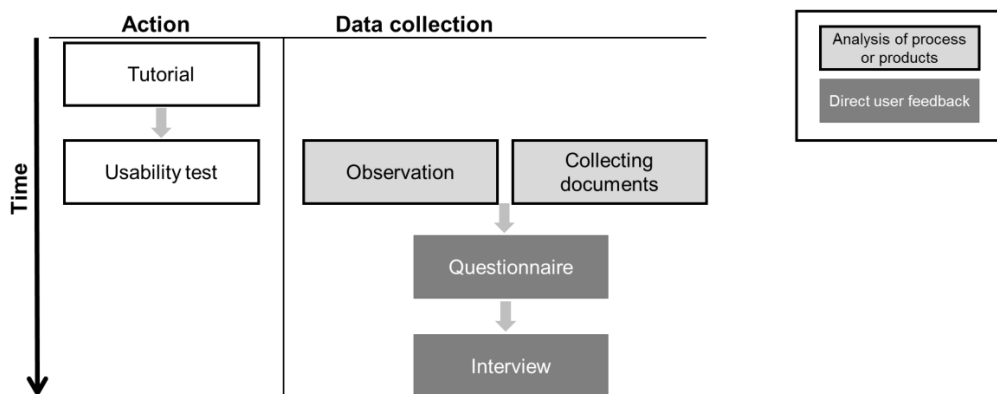 Action
Data collection
Analysis of process
or products
Direct user feedback
Tutorial
Usability test
Observation
Collecting
documents
Questionnaire
Interview
Time